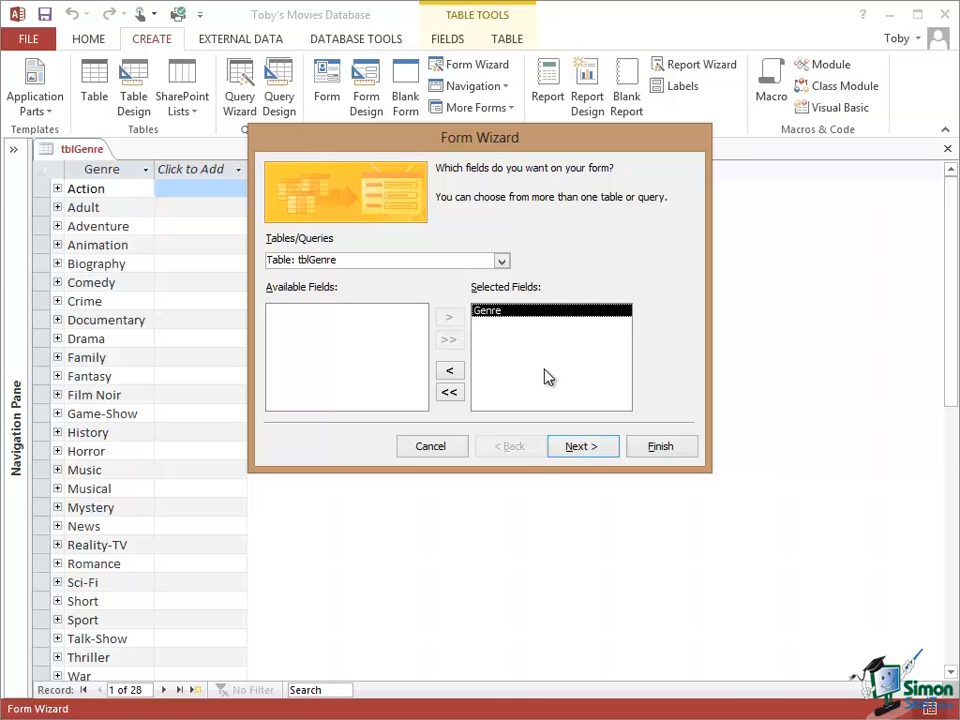 Toby's Movies Database
TABLE TOOLS
FILE
HOME
CREATE
EXTERNAL DATA
DATABASE TOOLS
FIELDS
TABLE
Toby
Application
Parts
Templates
Table
Table
Design
SharePoint
Lists
Tables
Query
Wizard
Query
Design
Form
Form
Design
Blank
Form
Form Wizard
Navigation
More Forms
Report
Report
Design
Blank
Report
Report Wizard
Labels
Macro
Module
Class Module
Visual Basic
Macros & Code
tblGenre
Genre
Click to Add
Action
Adult
Adventure
Animation
Biography
Comedy
Crime
Documentary
Drama
Family
Fantasy
Film Noir
Game-Show
History
Horror
Music
Musical
Mystery
News
Reality-TV
Romance
Sci-Fi
Short
Sport
Talk-Show
Thriller
War
Navigation Pane
Form Wizard
Which fields do you want on your form?
You can choose from more than one table or query.
Tables/Queries
Table: tblGenre
Available Fields:
Selected Fields:
Genre
>
>>
<
<<
Cancel
< Back
Next >
Finish
Record:
1 of 28
No Filter
Search
Form Wizard
Simon